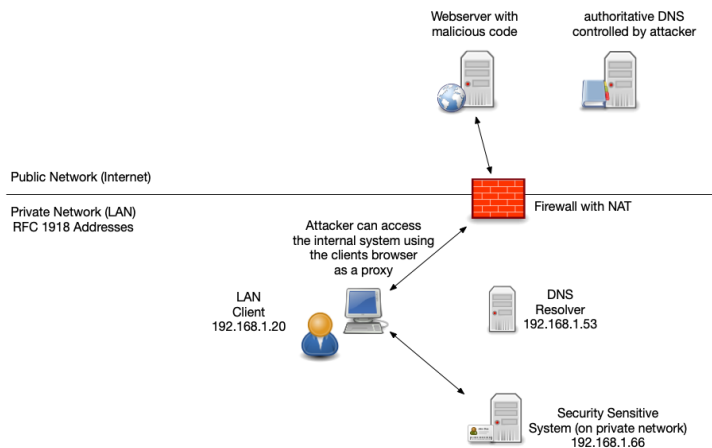 Webserver with
malicious code
authoritative DNS
controlled by attacker
Public Network (Internet)
Private Network (LAN)
RFC 1918 Addresses
Firewall with NAT
Attacker can access
the internal system using
the clients browser
as a proxy
LAN
Client
192.168.1.20
DNS
Resolver
192.168.1.53
Security Sensitive
System (on private network)
192.168.1.66